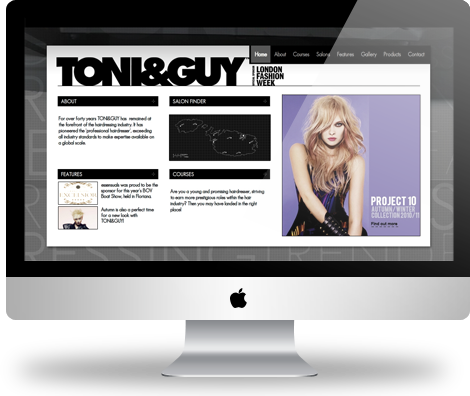 Home About Courses Salons Features Gallery Products Contact
TONI&GUY
LONDON
FASHION
WEEK
ABOUT
For over forty years TONI&GUY has remained at
the forefront of the hairdressing industry. It has
pioneered the 'professional hairdresser', exceeding
all industry standards to make expertise available on
a global scale.
SALON FINDER
FEATURES
essensuals was proud to be the
sponsor for this year's BOV
Boat Show, held in Floriana.
Autumn is also a perfect time
for a new look with
TONI&GUY
COURSES
Are you a young and promising hairdresser, striving
to earn more prestigious roles within the hair
industry? Then you may have landed in the right
place!
PROJECT 10
AUTUMN/WINTER
COLLECTION 2010/11
Find out more